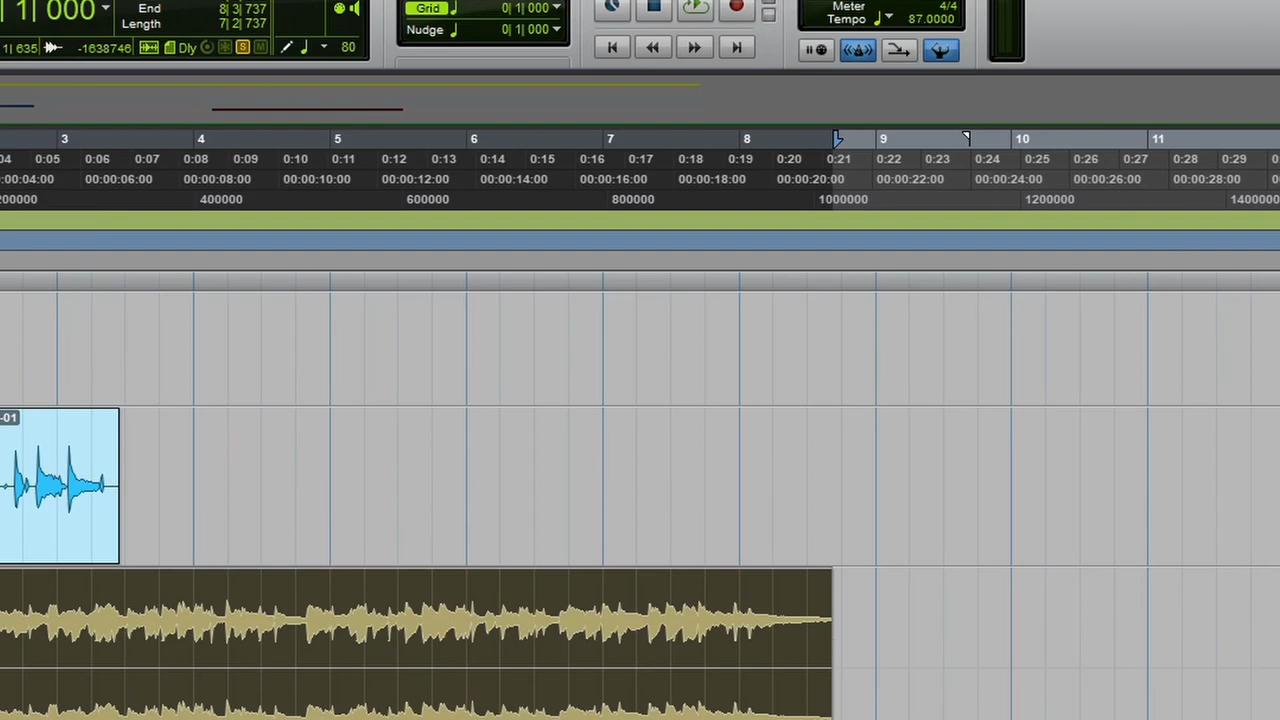 1| 000 End 8| 3| 737 Grid 0| 1| 000 Meter 4/4
Length 7| 2| 737 Nudge 0| 1| 000 Tempo 87.0000
1| 635 -1638746 Dly S M 80
3 4 5 6 7 8 9 10 11
04 0:05 0:06 0:07 0:08 0:09 0:10 0:11 0:12 0:13 0:14 0:15 0:16 0:17 0:18 0:19 0:20 0:21 0:22 0:23 0:24 0:25 0:26 0:27 0:28 0:29 0:
:00:04:00 00:00:06:00 00:00:08:00 00:00:10:00 00:00:12:00 00:00:14:00 00:00:16:00 00:00:18:00 00:00:20:00 00:00:22:00 00:00:24:00 00:00:26:00 00:00:28:00 00:
200000 400000 600000 800000 1000000 1200000 1400000
-01